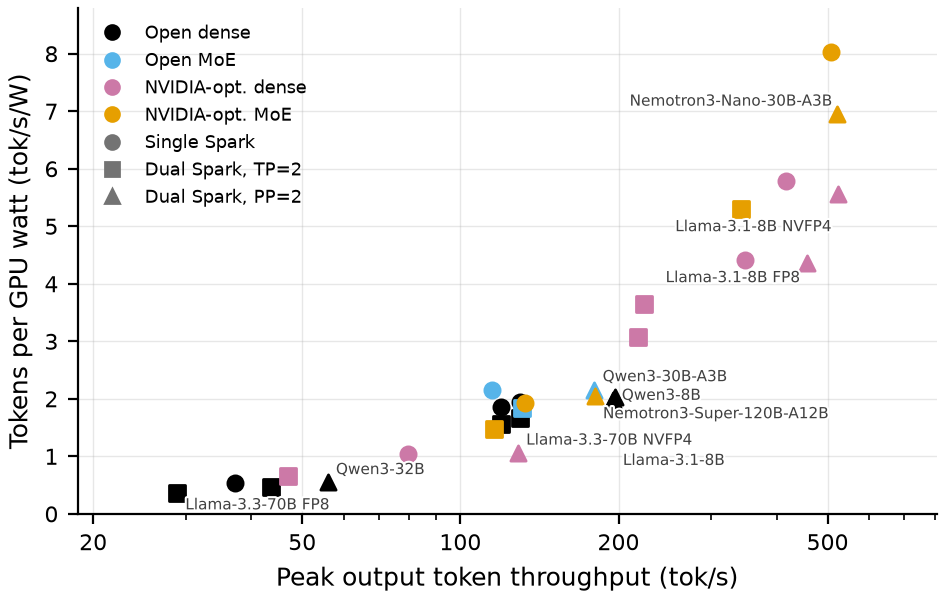 Open dense
Open MoE
NVIDIA-opt. dense
NVIDIA-opt. MoE
Single Spark
Dual Spark, TP=2
Dual Spark, PP=2
Tokens per GPU watt (tok/s/W)
8
7
6
5
4
3
2
1
0
Nemotron3-Nano-30B-A3B
Llama-3.1-8B NVFP4
Llama-3.1-8B FP8
Qwen3-30B-A3B
Qwen3-8B
Nemotron3-Super-120B-A12B
Llama-3.3-70B NVFP4
Llama-3.1-8B
Qwen3-32B
Llama-3.3-70B FP8
20 50 100 200 500
Peak output token throughput (tok/s)